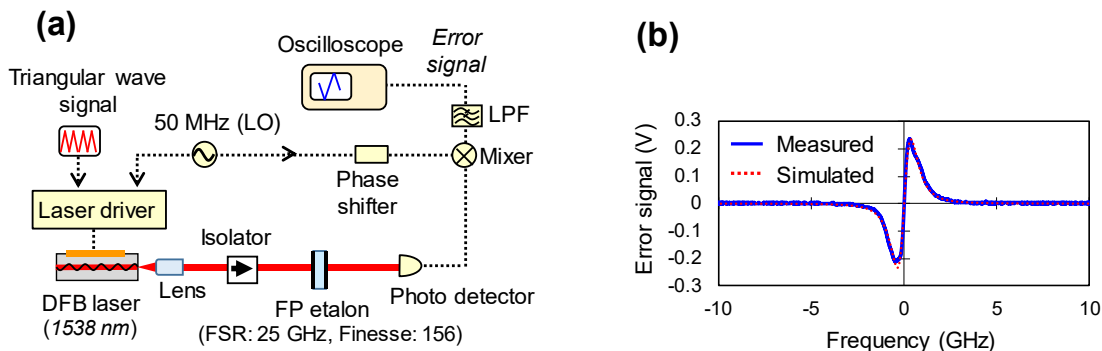 (a)
Oscilloscope
Error
signal
Triangular wave
signal
50 MHz (LO)
LPF
Mixer
Phase
shifter
Laser driver
Isolator
Lens
DFB laser
(1538 nm)
FP etalon
(FSR: 25 GHz, Finesse: 156)
Photo detector
(b)
Error signal (V)
0.3
0.2
0.1
0
-0.1
-0.2
-0.3
Measured
Simulated
-10
-5
0
5
10
Frequency (GHz)